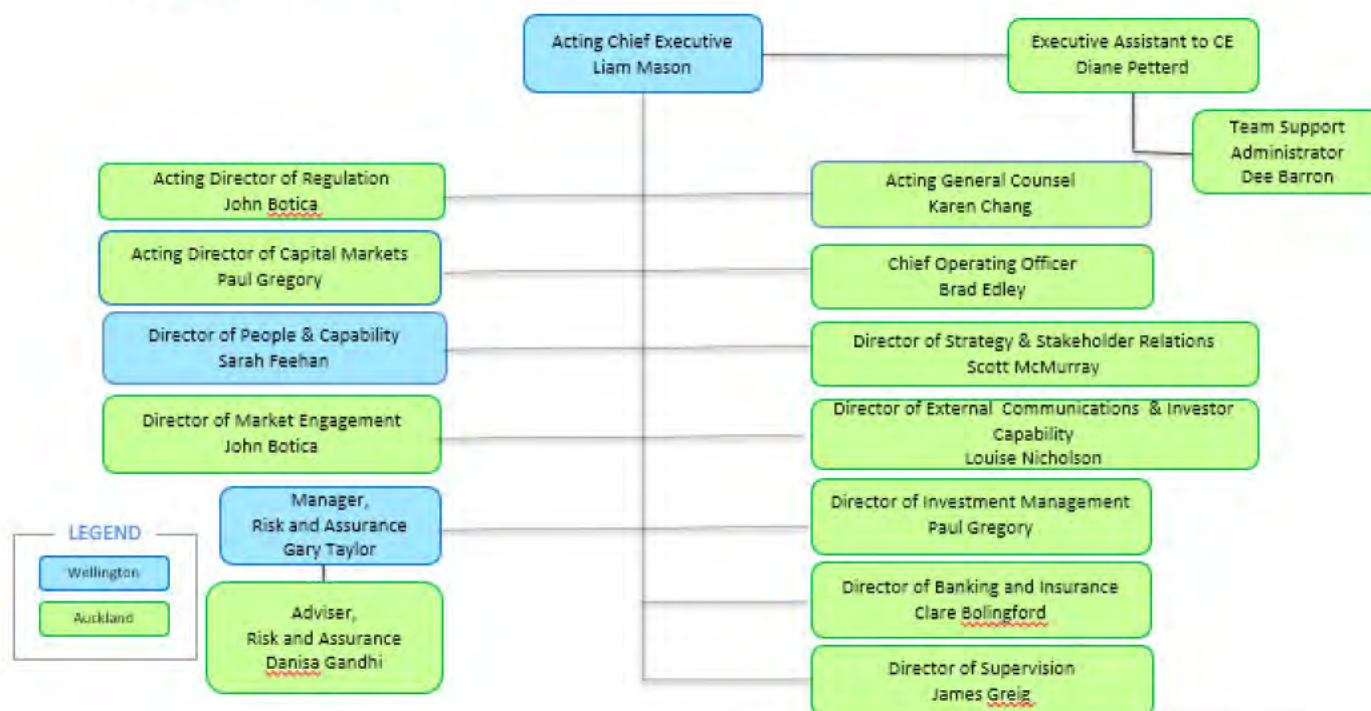 Acting Chief Executive
Liam Mason
Executive Assistant to CE
Diane Petterd
Team Support
Administrator
Dee Barron
Acting Director of Regulation
John Botica
Acting General Counsel
Karen Chang
Acting Director of Capital Markets
Paul Gregory
Chief Operating Officer
Brad Edley
Director of People & Capability
Sarah Feehan
Director of Strategy & Stakeholder Relations
Scott McMurray
Director of Market Engagement
John Botica
Director of External Communications & Investor
Capability
Louise Nicholson
Manager,
Risk and Assurance
Gary Taylor
Director of Investment Management
Paul Gregory
LEGEND
Wellington
Auckland
Adviser,
Risk and Assurance
Danisa Gandhi
Director of Banking and Insurance
Clare Bolingford
Director of Supervision
James Greig